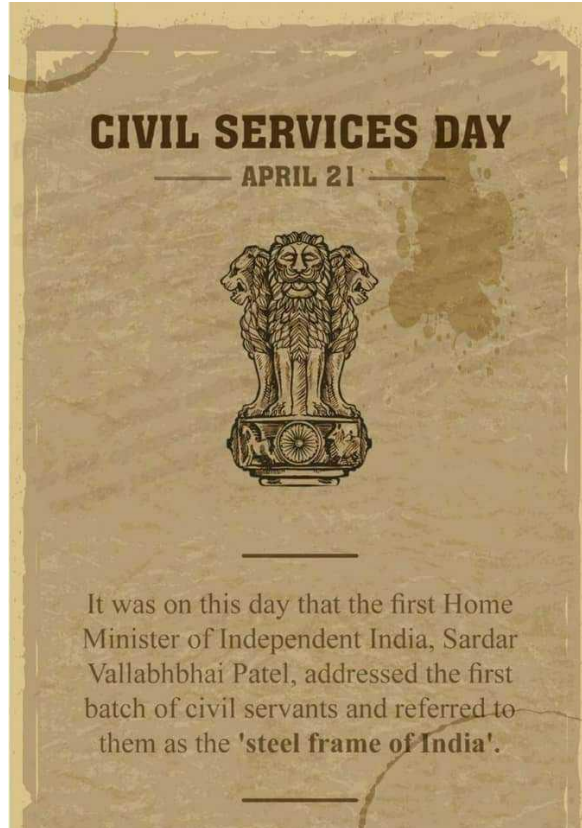 CIVIL SERVICES DAY
APRIL 21
It was on this day that the first Home
Minister of Independent India, Sardar
Vallabhbhai Patel, addressed the first
batch of civil servants and referred to
them as the 'steel frame of India'.